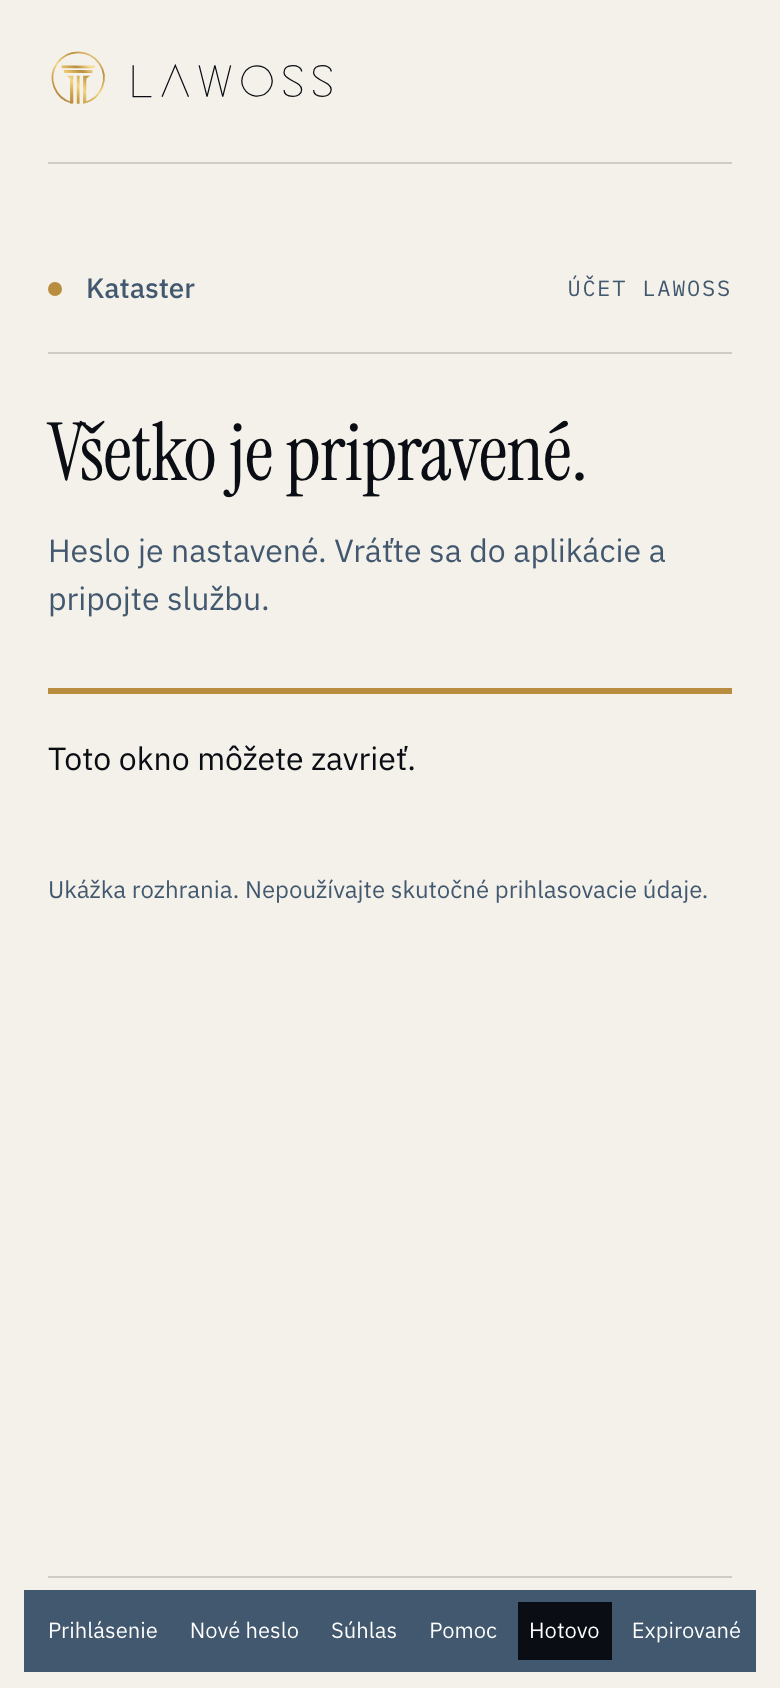 LAWOSS
Kataster
ÚČET LAWOSS
Všetko je pripravené.
Heslo je nastavené. Vráťte sa do aplikácie a
pripojte službu.
Toto okno môžete zavrieť.
Ukážka rozhrania. Nepoužívajte skutočné prihlasovacie údaje.
Prihlásenie Nové heslo Súhlas Pomoc Hotovo Expirované